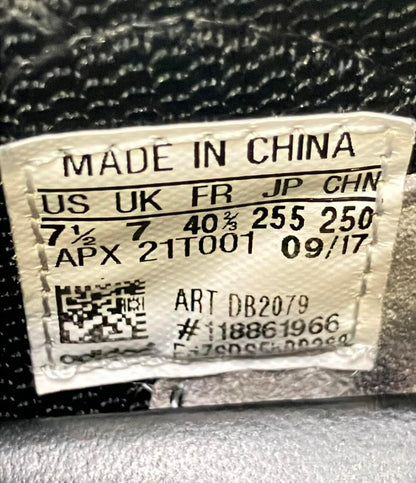 MADE IN CHINA
US UK FR JP CHN
7½ 7 40⅔ 255 250
APX 21T001 09/17
ART DB2079
#118861966
adidas